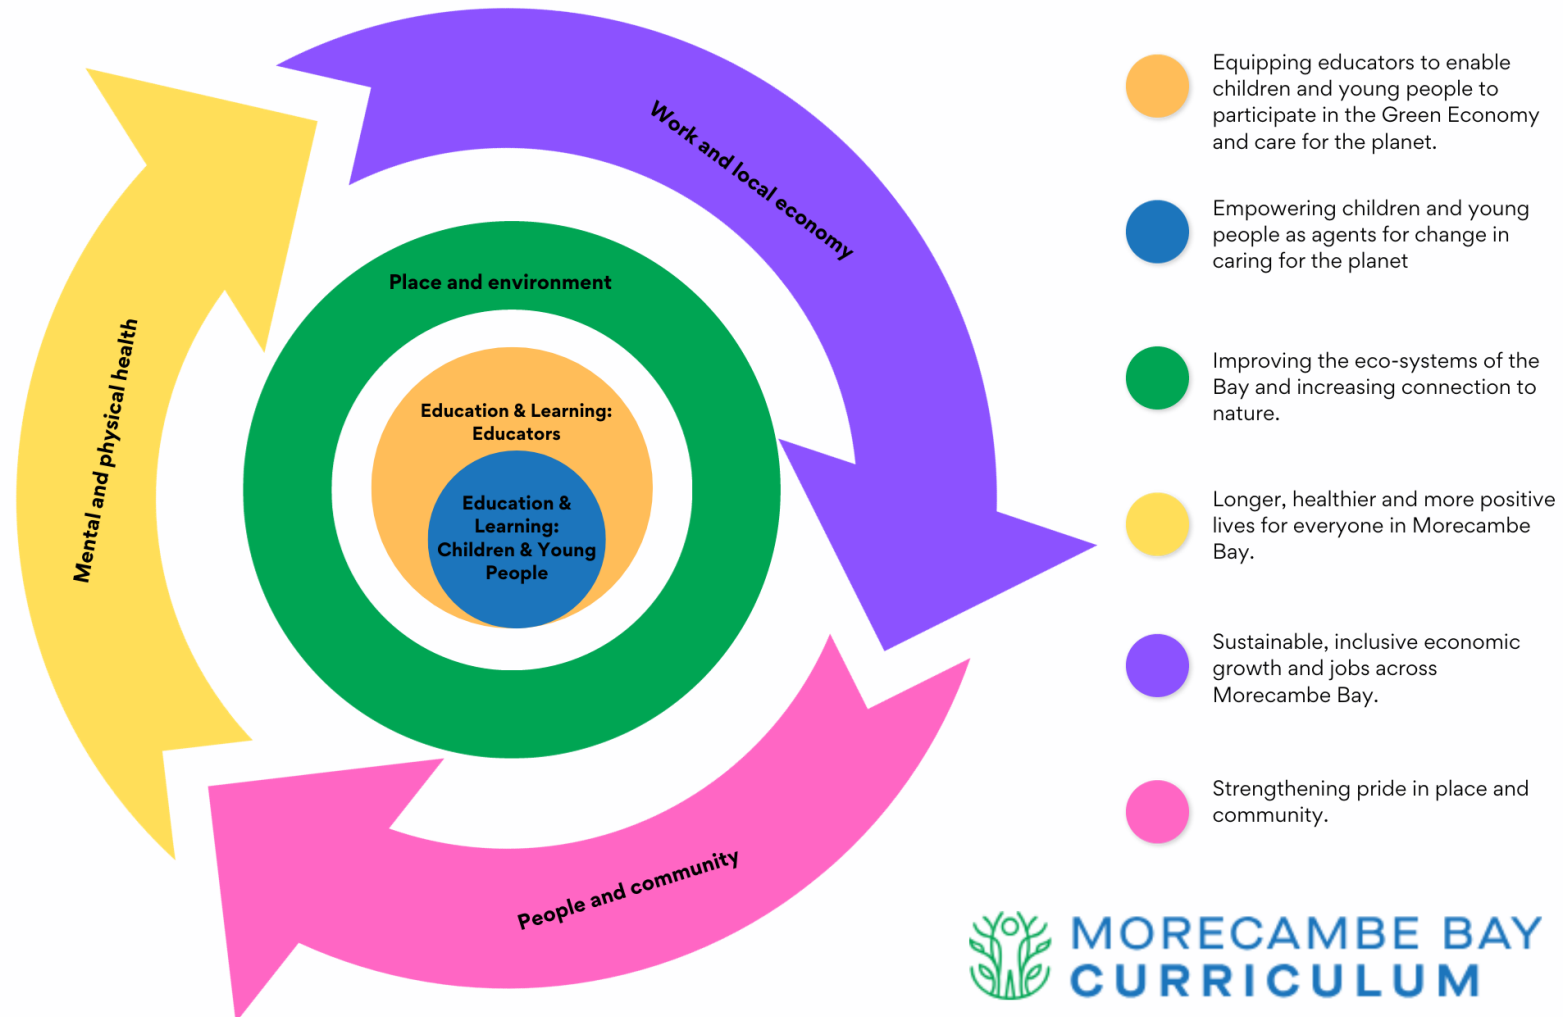 Work and local economy
Place and environment
Mental and physical health
Education & Learning:
Educators
Education &
Learning:
Children & Young
People
People and community
Equipping educators to enable
children and young people to
participate in the Green Economy
and care for the planet.
Empowering children and young
people as agents for change in
caring for the planet
Improving the eco-systems of the
Bay and increasing connection to
nature.
Longer, healthier and more positive
lives for everyone in Morecambe
Bay.
Sustainable, inclusive economic
growth and jobs across
Morecambe Bay.
Strengthening pride in place and
community.
MORECAMBE BAY
CURRICULUM